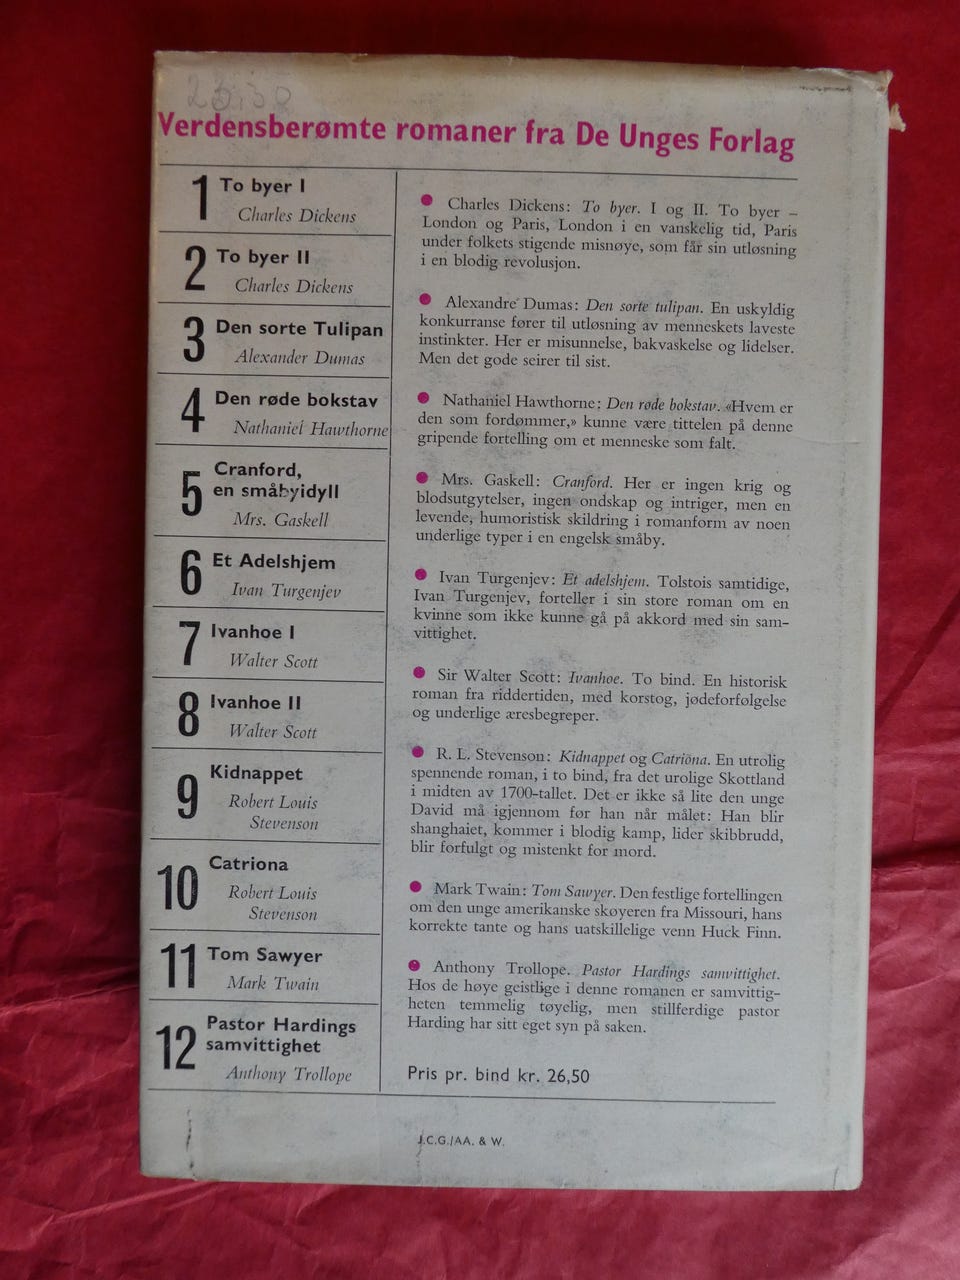 Verdensberømte romaner fra De Unges Forlag
1 To byer I
Charles Dickens
2 To byer II
Charles Dickens
3 Den sorte Tulipan
Alexander Dumas
4 Den røde bokstav
Nathaniel Hawthorne
5 Cranford,
en småbyidyll
Mrs. Gaskell
6 Et Adelshjem
Ivan Turgenjev
7 Ivanhoe I
Walter Scott
8 Ivanhoe II
Walter Scott
9 Kidnappet
Robert Louis
Stevenson
10 Catriona
Robert Louis
Stevenson
11 Tom Sawyer
Mark Twain
12 Pastor Hardings
samvittighet
Anthony Trollope
● Charles Dickens: To byer. I og II. To byer –
London og Paris, London i en vanskelig tid, Paris
under folkets stigende misnøye, som får sin utløsning
i en blodig revolusjon.
● Alexandre Dumas: Den sorte tulipan. En uskyldig
konkurranse fører til utløsning av menneskets laveste
instinkter. Her er misunnelse, bakvaskelse og lidelser.
Men det gode seirer til sist.
● Nathaniel Hawthorne: Den røde bokstav. «Hvem er
den som fordømmer,» kunne være tittelen på denne
gripende fortelling om et menneske som falt.
● Mrs. Gaskell: Cranford. Her er ingen krig og
blodsutgytelser, ingen ondskap og intriger, men en
levende, humoristisk skildring i romanform av noen
underlige typer i en engelsk småby.
● Ivan Turgenjev: Et adelshjem. Tolstois samtidige,
Ivan Turgenjev, forteller i sin store roman om en
kvinne som ikke kunne gå på akkord med sin sam-
vittighet.
● Sir Walter Scott: Ivanhoe. To bind. En historisk
roman fra riddertiden, med korstog, jødeforfølgelse
og underlige æresbegreper.
● R. L. Stevenson: Kidnappet og Catriona. En utrolig
spennende roman, i to bind, fra det urolige Skottland
i midten av 1700-tallet. Det er ikke så lite den unge
David må igjennom før han når målet: Han blir
shanghaiet, kommer i blodig kamp, lider skibbrudd,
blir forfulgt og mistenkt for mord.
● Mark Twain: Tom Sawyer. Den festlige fortellingen
om den unge amerikanske skøyeren fra Missouri, hans
korrekte tante og hans uatskillelige venn Huck Finn.
● Anthony Trollope. Pastor Hardings samvittighet.
Hos de høye geistlige i denne romanen er samvittig-
heten temmelig tøyelig, men stillferdige pastor
Harding har sitt eget syn på saken.
Pris pr. bind kr. 26,50
J.C.G./AA. & W.